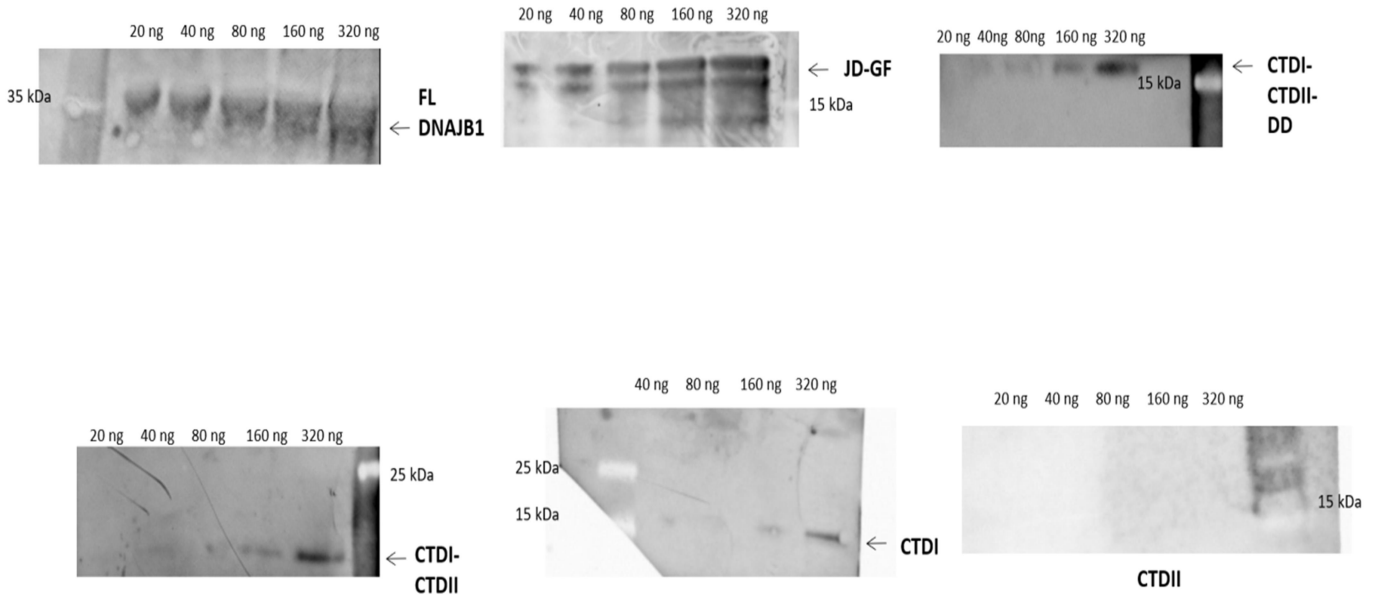 20 ng 40 ng 80 ng 160 ng 320 ng
35 kDa
FL
DNAJB1
20 ng 40 ng 80 ng 160 ng 320 ng
JD-GF
15 kDa
20 ng 40ng 80ng 160 ng 320 ng
15 kDa
CTDI-
CTDII-
DD
20 ng 40 ng 80 ng 160 ng 320 ng
25 kDa
CTDI-
CTDII
40 ng 80 ng 160 ng 320 ng
25 kDa
15 kDa
CTDI
20 ng 40 ng 80 ng 160 ng 320 ng
15 kDa
CTDII